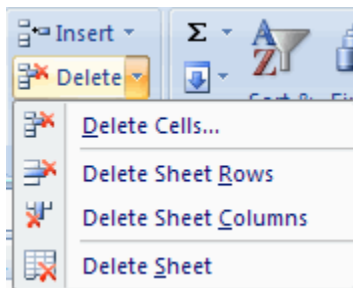 Insert
Σ
A
Z
Delete
Delete Cells...
Delete Sheet Rows
Delete Sheet Columns
Delete Sheet